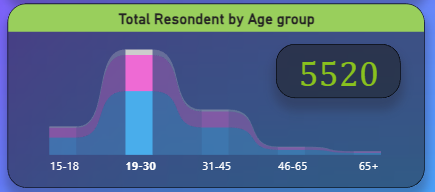 Total Resondent by Age group
5520
15-18 19-30 31-45 46-65 65+